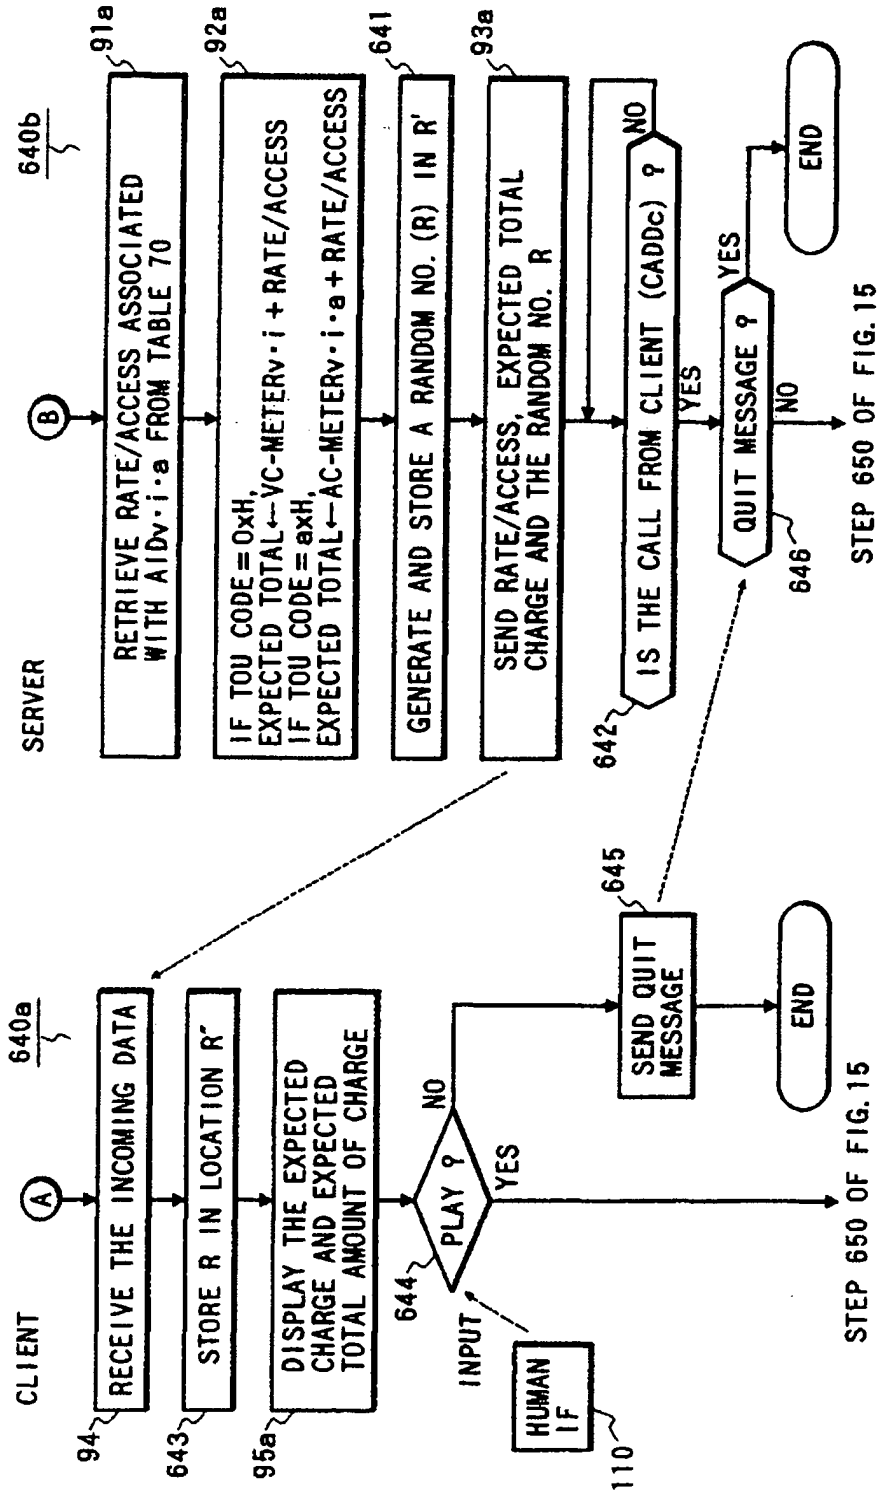 CLIENT
640a
A
94
RECEIVE THE INCOMING DATA
643
STORE R IN LOCATION R"
95a
DISPLAY THE EXPECTED
CHARGE AND EXPECTED
TOTAL AMOUNT OF CHARGE
644
PLAY ?
NO
YES
INPUT
HUMAN
IF
110
645
SEND QUIT
MESSAGE
END
STEP 650 OF FIG. 15
SERVER
640b
B
91a
RETRIEVE RATE/ACCESS ASSOCIATED
WITH AIDv·i·a FROM TABLE 70
92a
IF TOU CODE=0xH,
EXPECTED TOTAL←VC-METERv·i+RATE/ACCESS
IF TOU CODE=axH,
EXPECTED TOTAL←AC-METERv·i·a+RATE/ACCESS
641
GENERATE AND STORE A RANDOM NO. (R) IN R'
93a
SEND RATE/ACCESS, EXPECTED TOTAL
CHARGE AND THE RANDOM NO. R
642
IS THE CALL FROM CLIENT (CADDc) ?
NO
YES
646
QUIT MESSAGE ?
YES
NO
END
STEP 650 OF FIG. 15